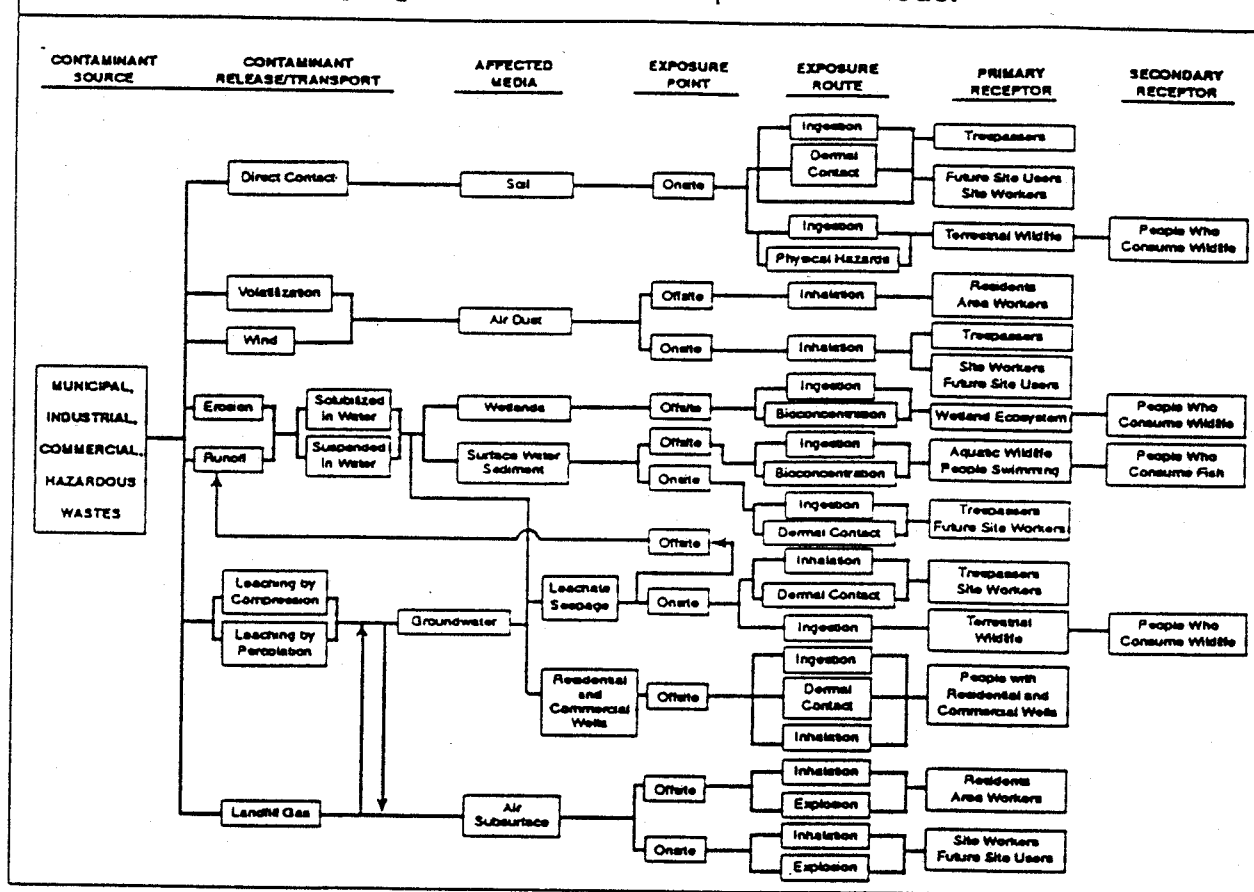 CONTAMINANT
SOURCE
CONTAMINANT
RELEASE/TRANSPORT
AFFECTED
MEDIA
EXPOSURE
POINT
EXPOSURE
ROUTE
PRIMARY
RECEPTOR
SECONDARY
RECEPTOR
MUNICIPAL,
INDUSTRIAL,
COMMERCIAL,
HAZARDOUS
WASTES
Direct Contact
Soil
Onsite
Ingestion
Dermal
Contact
Trespassers
Future Site Users
Site Workers
Ingestion
Physical Hazards
Terrestrial Wildlife
People Who
Consume Wildlife
Volatilization
Wind
Air Dust
Offsite
Inhalation
Residents
Area Workers
Onsite
Inhalation
Trespassers
Site Workers
Future Site Users
Erosion
Runoff
Solubilized
In Water
Suspended
In Water
Wetlands
Offsite
Ingestion
Bioconcentration
Wetland Ecosystem
People Who
Consume Wildlife
Surface Water
Sediment
Offsite
Ingestion
Bioconcentration
Aquatic Wildlife
People Swimming
People Who
Consume Fish
Onsite
Ingestion
Dermal Contact
Trespassers
Future Site Workers
Offsite
Leaching by
Compression
Leaching by
Percolation
Groundwater
Leachate
Seepage
Onsite
Inhalation
Dermal Contact
Trespassers
Site Workers
Ingestion
Terrestrial
Wildlife
People Who
Consume Wildlife
Residential
and
Commercial
Wells
Offsite
Ingestion
Dermal
Contact
Inhalation
People with
Residential and
Commercial Wells
Landfill Gas
Air
Subsurface
Offsite
Inhalation
Explosion
Residents
Area Workers
Onsite
Inhalation
Explosion
Site Workers
Future Site Users